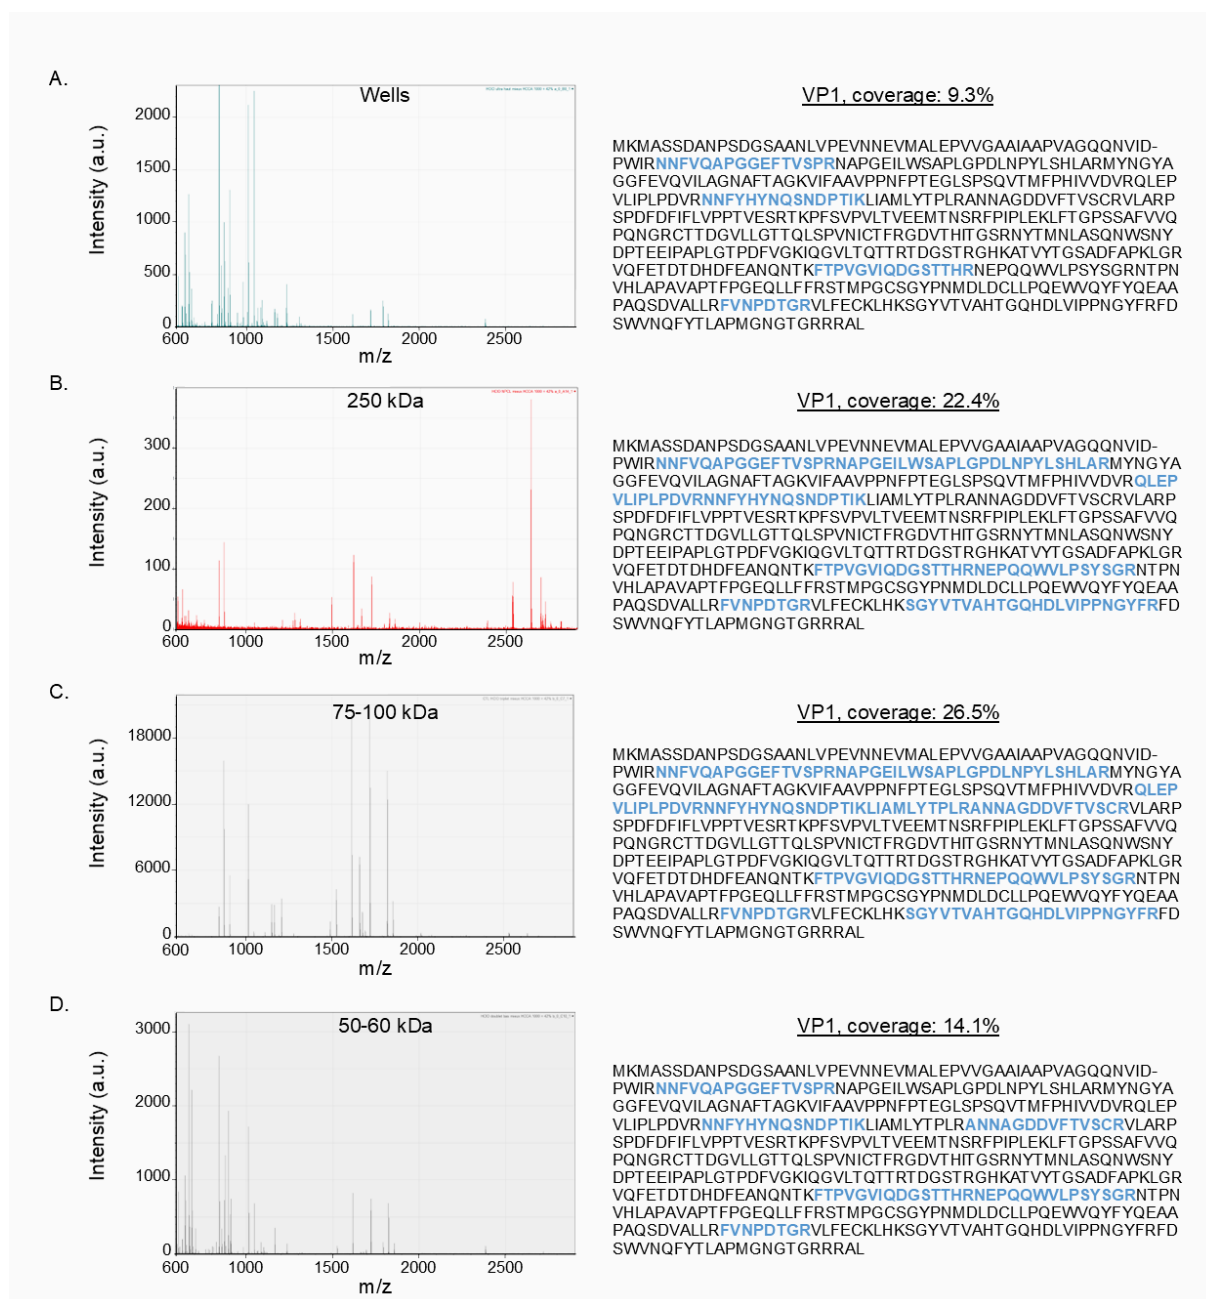 A.
Wells
Intensity (a.u.)
2000
1500
1000
500
0
600 1000 1500 2000 2500
m/z
VP1, coverage: 9.3%
MKMASSDANPSDGSAANLVPEVNNEVMALEPVVGAAIAAPVAGQQNVID-
PWIRNNFVQAPGGEFTVSPRNAPGEILWSAPLGPDLNPYLSHLARMYNGYA
GGFEVQVILAGNAFTAGKVIFAAVPPNFPTEGLSPSQVTMFPHIVVDVRQLEP
VLIPLPDVRNNFYHYNQSNDPTIKLIAMLYTPLRANNAGDDVFTVSCRVLARP
SPDFDFIFLVPPTVESRTKPFSVPVLTVEEMTNSRFPIPLEKLFTGPSSAFVVQ
PQNGRCTTDGVLLGTTQLSPVNICTFRGDVTHITGSRNYTMNLASQNWSNY
DPTEEIPAPLGTPDFVGKIQGVLTQTTRTDGSTRGHKATVYTGSADFAPKLGR
VQFETDTDHDFEANQNTKFTPVGVIQDGSTTHRNEPQQWVLPSYSGRNTPN
VHLAPAVAPTFPGEQLLFFRSTMPGCSGYPNMDLDCLLPQEWVQYFYQEAA
PAQSDVALLRFVNPDTGRVLFECKLHKSGYVTVAHTGQHDLVIPPNGYFRFD
SWVNQFYTLAPMGNGTGRRRAL
B.
250 kDa
Intensity (a.u.)
300
200
100
0
600 1000 1500 2000 2500
m/z
VP1, coverage: 22.4%
MKMASSDANPSDGSAANLVPEVNNEVMALEPVVGAAIAAPVAGQQNVID-
PWIRNNFVQAPGGEFTVSPRNAPGEILWSAPLGPDLNPYLSHLARMYNGYA
GGFEVQVILAGNAFTAGKVIFAAVPPNFPTEGLSPSQVTMFPHIVVDVRQLEP
VLIPLPDVRNNFYHYNQSNDPTIKLIAMLYTPLRANNAGDDVFTVSCRVLARP
SPDFDFIFLVPPTVESRTKPFSVPVLTVEEMTNSRFPIPLEKLFTGPSSAFVVQ
PQNGRCTTDGVLLGTTQLSPVNICTFRGDVTHITGSRNYTMNLASQNWSNY
DPTEEIPAPLGTPDFVGKIQGVLTQTTRTDGSTRGHKATVYTGSADFAPKLGR
VQFETDTDHDFEANQNTKFTPVGVIQDGSTTHRNEPQQWVLPSYSGRNTPN
VHLAPAVAPTFPGEQLLFFRSTMPGCSGYPNMDLDCLLPQEWVQYFYQEAA
PAQSDVALLRFVNPDTGRVLFECKLHKSGYVTVAHTGQHDLVIPPNGYFRFD
SWVNQFYTLAPMGNGTGRRRAL
C.
75-100 kDa
Intensity (a.u.)
18000
12000
6000
0
600 1000 1500 2000 2500
m/z
VP1, coverage: 26.5%
MKMASSDANPSDGSAANLVPEVNNEVMALEPVVGAAIAAPVAGQQNVID-
PWIRNNFVQAPGGEFTVSPRNAPGEILWSAPLGPDLNPYLSHLARMYNGYA
GGFEVQVILAGNAFTAGKVIFAAVPPNFPTEGLSPSQVTMFPHIVVDVRQLEP
VLIPLPDVRNNFYHYNQSNDPTIKLIAMLYTPLRANNAGDDVFTVSCRVLARP
SPDFDFIFLVPPTVESRTKPFSVPVLTVEEMTNSRFPIPLEKLFTGPSSAFVVQ
PQNGRCTTDGVLLGTTQLSPVNICTFRGDVTHITGSRNYTMNLASQNWSNY
DPTEEIPAPLGTPDFVGKIQGVLTQTTRTDGSTRGHKATVYTGSADFAPKLGR
VQFETDTDHDFEANQNTKFTPVGVIQDGSTTHRNEPQQWVLPSYSGRNTPN
VHLAPAVAPTFPGEQLLFFRSTMPGCSGYPNMDLDCLLPQEWVQYFYQEAA
PAQSDVALLRFVNPDTGRVLFECKLHKSGYVTVAHTGQHDLVIPPNGYFRFD
SWVNQFYTLAPMGNGTGRRRAL
D.
50-60 kDa
Intensity (a.u.)
3000
2000
1000
0
600 1000 1500 2000 2500
m/z
VP1, coverage: 14.1%
MKMASSDANPSDGSAANLVPEVNNEVMALEPVVGAAIAAPVAGQQNVID-
PWIRNNFVQAPGGEFTVSPRNAPGEILWSAPLGPDLNPYLSHLARMYNGYA
GGFEVQVILAGNAFTAGKVIFAAVPPNFPTEGLSPSQVTMFPHIVVDVRQLEP
VLIPLPDVRNNFYHYNQSNDPTIKLIAMLYTPLRANNAGDDVFTVSCRVLARP
SPDFDFIFLVPPTVESRTKPFSVPVLTVEEMTNSRFPIPLEKLFTGPSSAFVVQ
PQNGRCTTDGVLLGTTQLSPVNICTFRGDVTHITGSRNYTMNLASQNWSNY
DPTEEIPAPLGTPDFVGKIQGVLTQTTRTDGSTRGHKATVYTGSADFAPKLGR
VQFETDTDHDFEANQNTKFTPVGVIQDGSTTHRNEPQQWVLPSYSGRNTPN
VHLAPAVAPTFPGEQLLFFRSTMPGCSGYPNMDLDCLLPQEWVQYFYQEAA
PAQSDVALLRFVNPDTGRVLFECKLHKSGYVTVAHTGQHDLVIPPNGYFRFD
SWVNQFYTLAPMGNGTGRRRAL